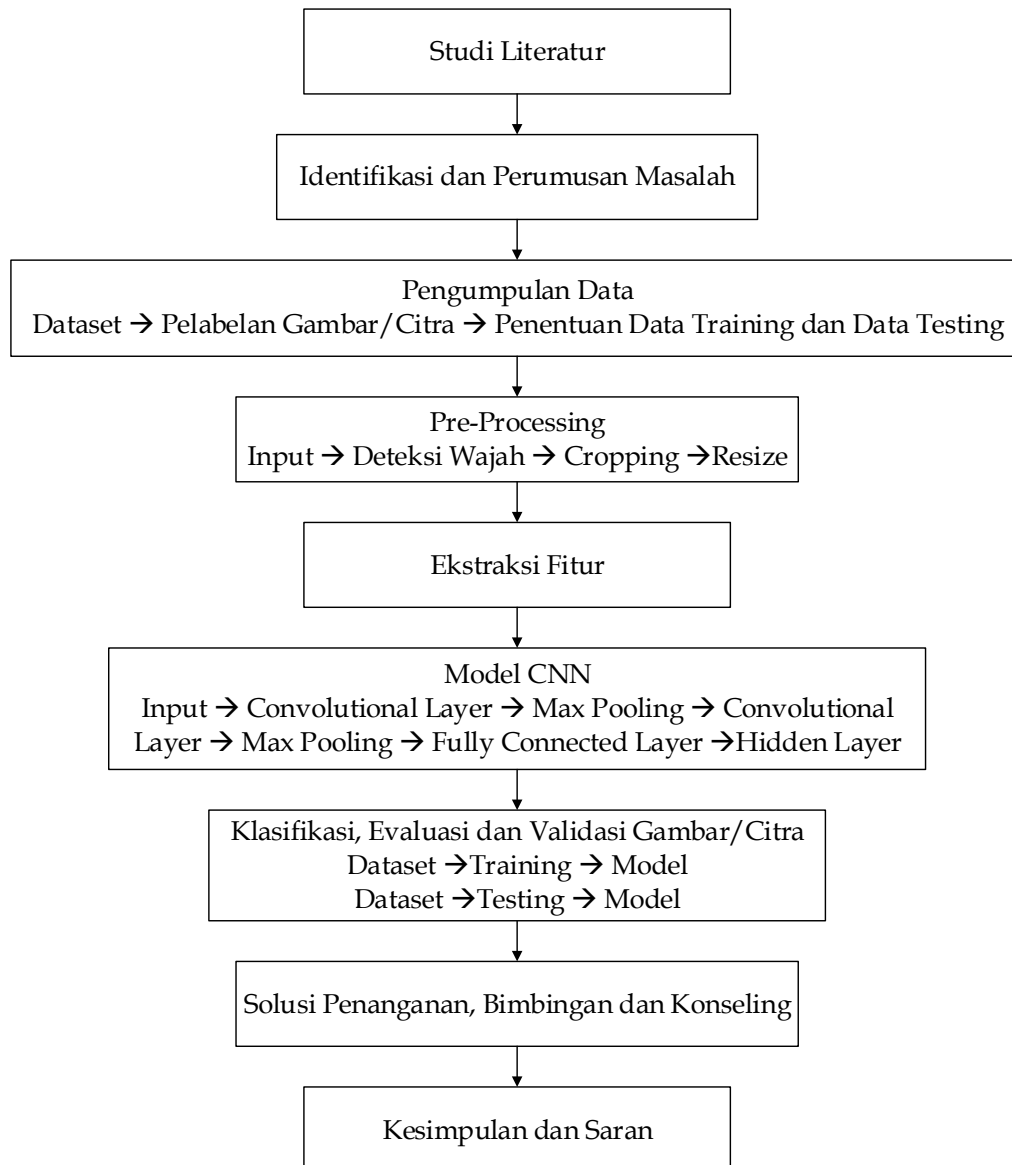 Studi Literatur
Identifikasi dan Perumusan Masalah
Pengumpulan Data
Dataset → Pelabelan Gambar/Citra → Penentuan Data Training dan Data Testing
Pre-Processing
Input → Deteksi Wajah → Cropping →Resize
Ekstraksi Fitur
Model CNN
Input → Convolutional Layer → Max Pooling → Convolutional
Layer → Max Pooling → Fully Connected Layer →Hidden Layer
Klasifikasi, Evaluasi dan Validasi Gambar/Citra
Dataset →Training → Model
Dataset →Testing → Model
Solusi Penanganan, Bimbingan dan Konseling
Kesimpulan dan Saran